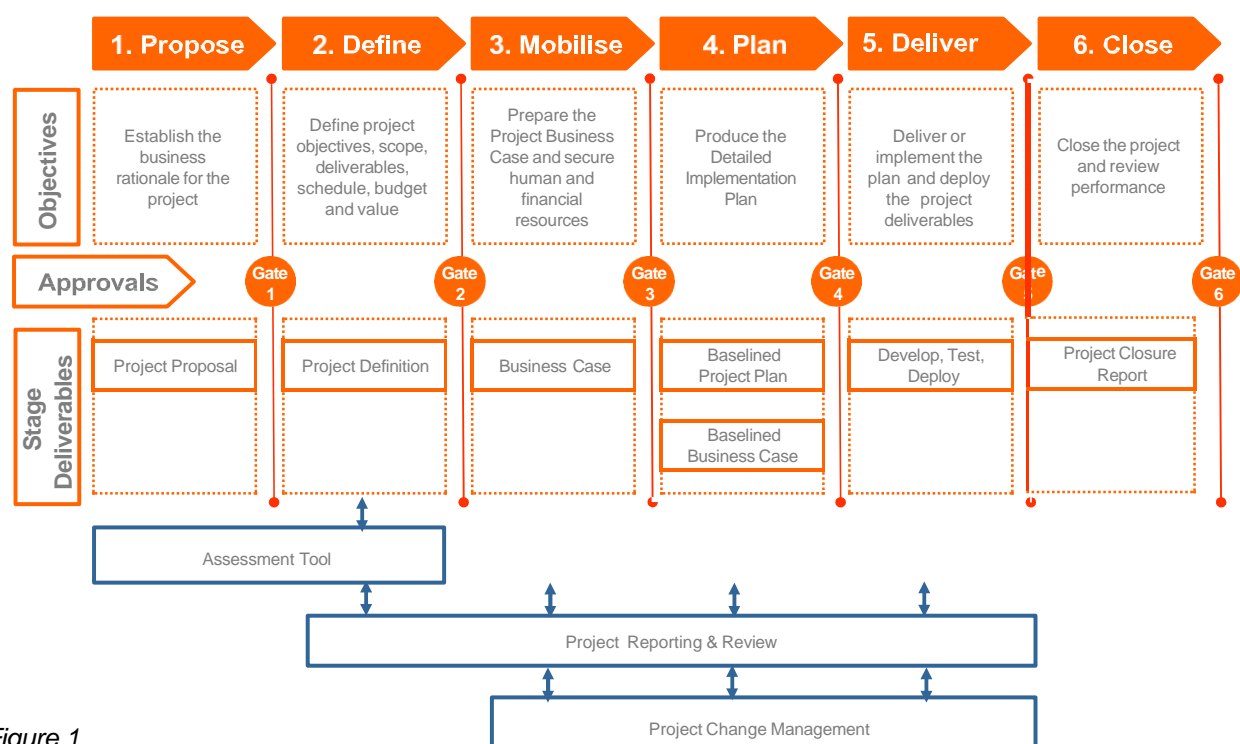 1. Propose
2. Define
3. Mobilise
4. Plan
5. Deliver
6. Close
Objectives
Establish the
business
rationale for the
project
Define project
objectives, scope,
deliverables,
schedule, budget
and value
Prepare the
Project Business
Case and secure
human and
financial
resources
Produce the
Detailed
Implementation
Plan
Deliver or
implement the
plan and deploy
the project
deliverables
Close the project
and review
performance
Approvals
Gate
1
Gate
2
Gate
3
Gate
4
Gate
5
Gate
6
Stage
Deliverables
Project Proposal
Project Definition
Business Case
Baselined
Project Plan
Baselined
Business Case
Develop, Test,
Deploy
Project Closure
Report
Assessment Tool
Project Reporting & Review
Project Change Management
Figure 1